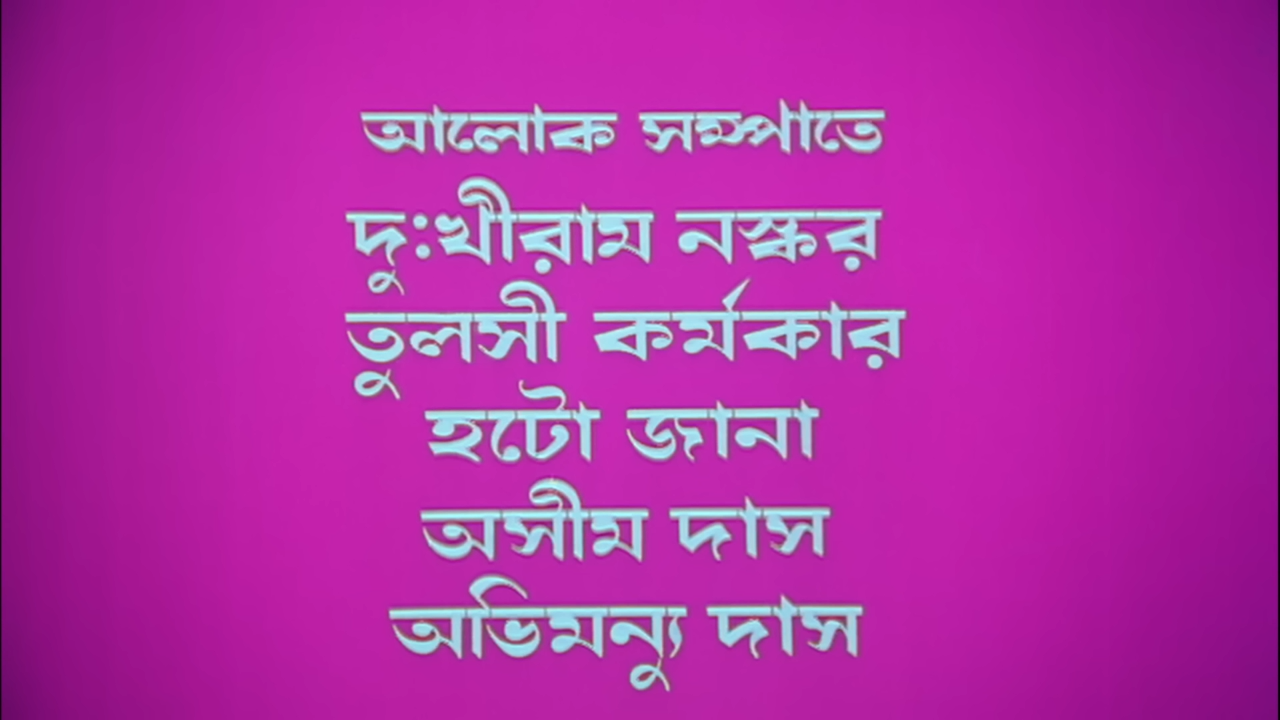 আলোক সম্পাতে
দুঃখীরাম নস্কর
তুলসী কর্মকার
হটো জানা
অসীম দাস
অভিমন্যু দাস